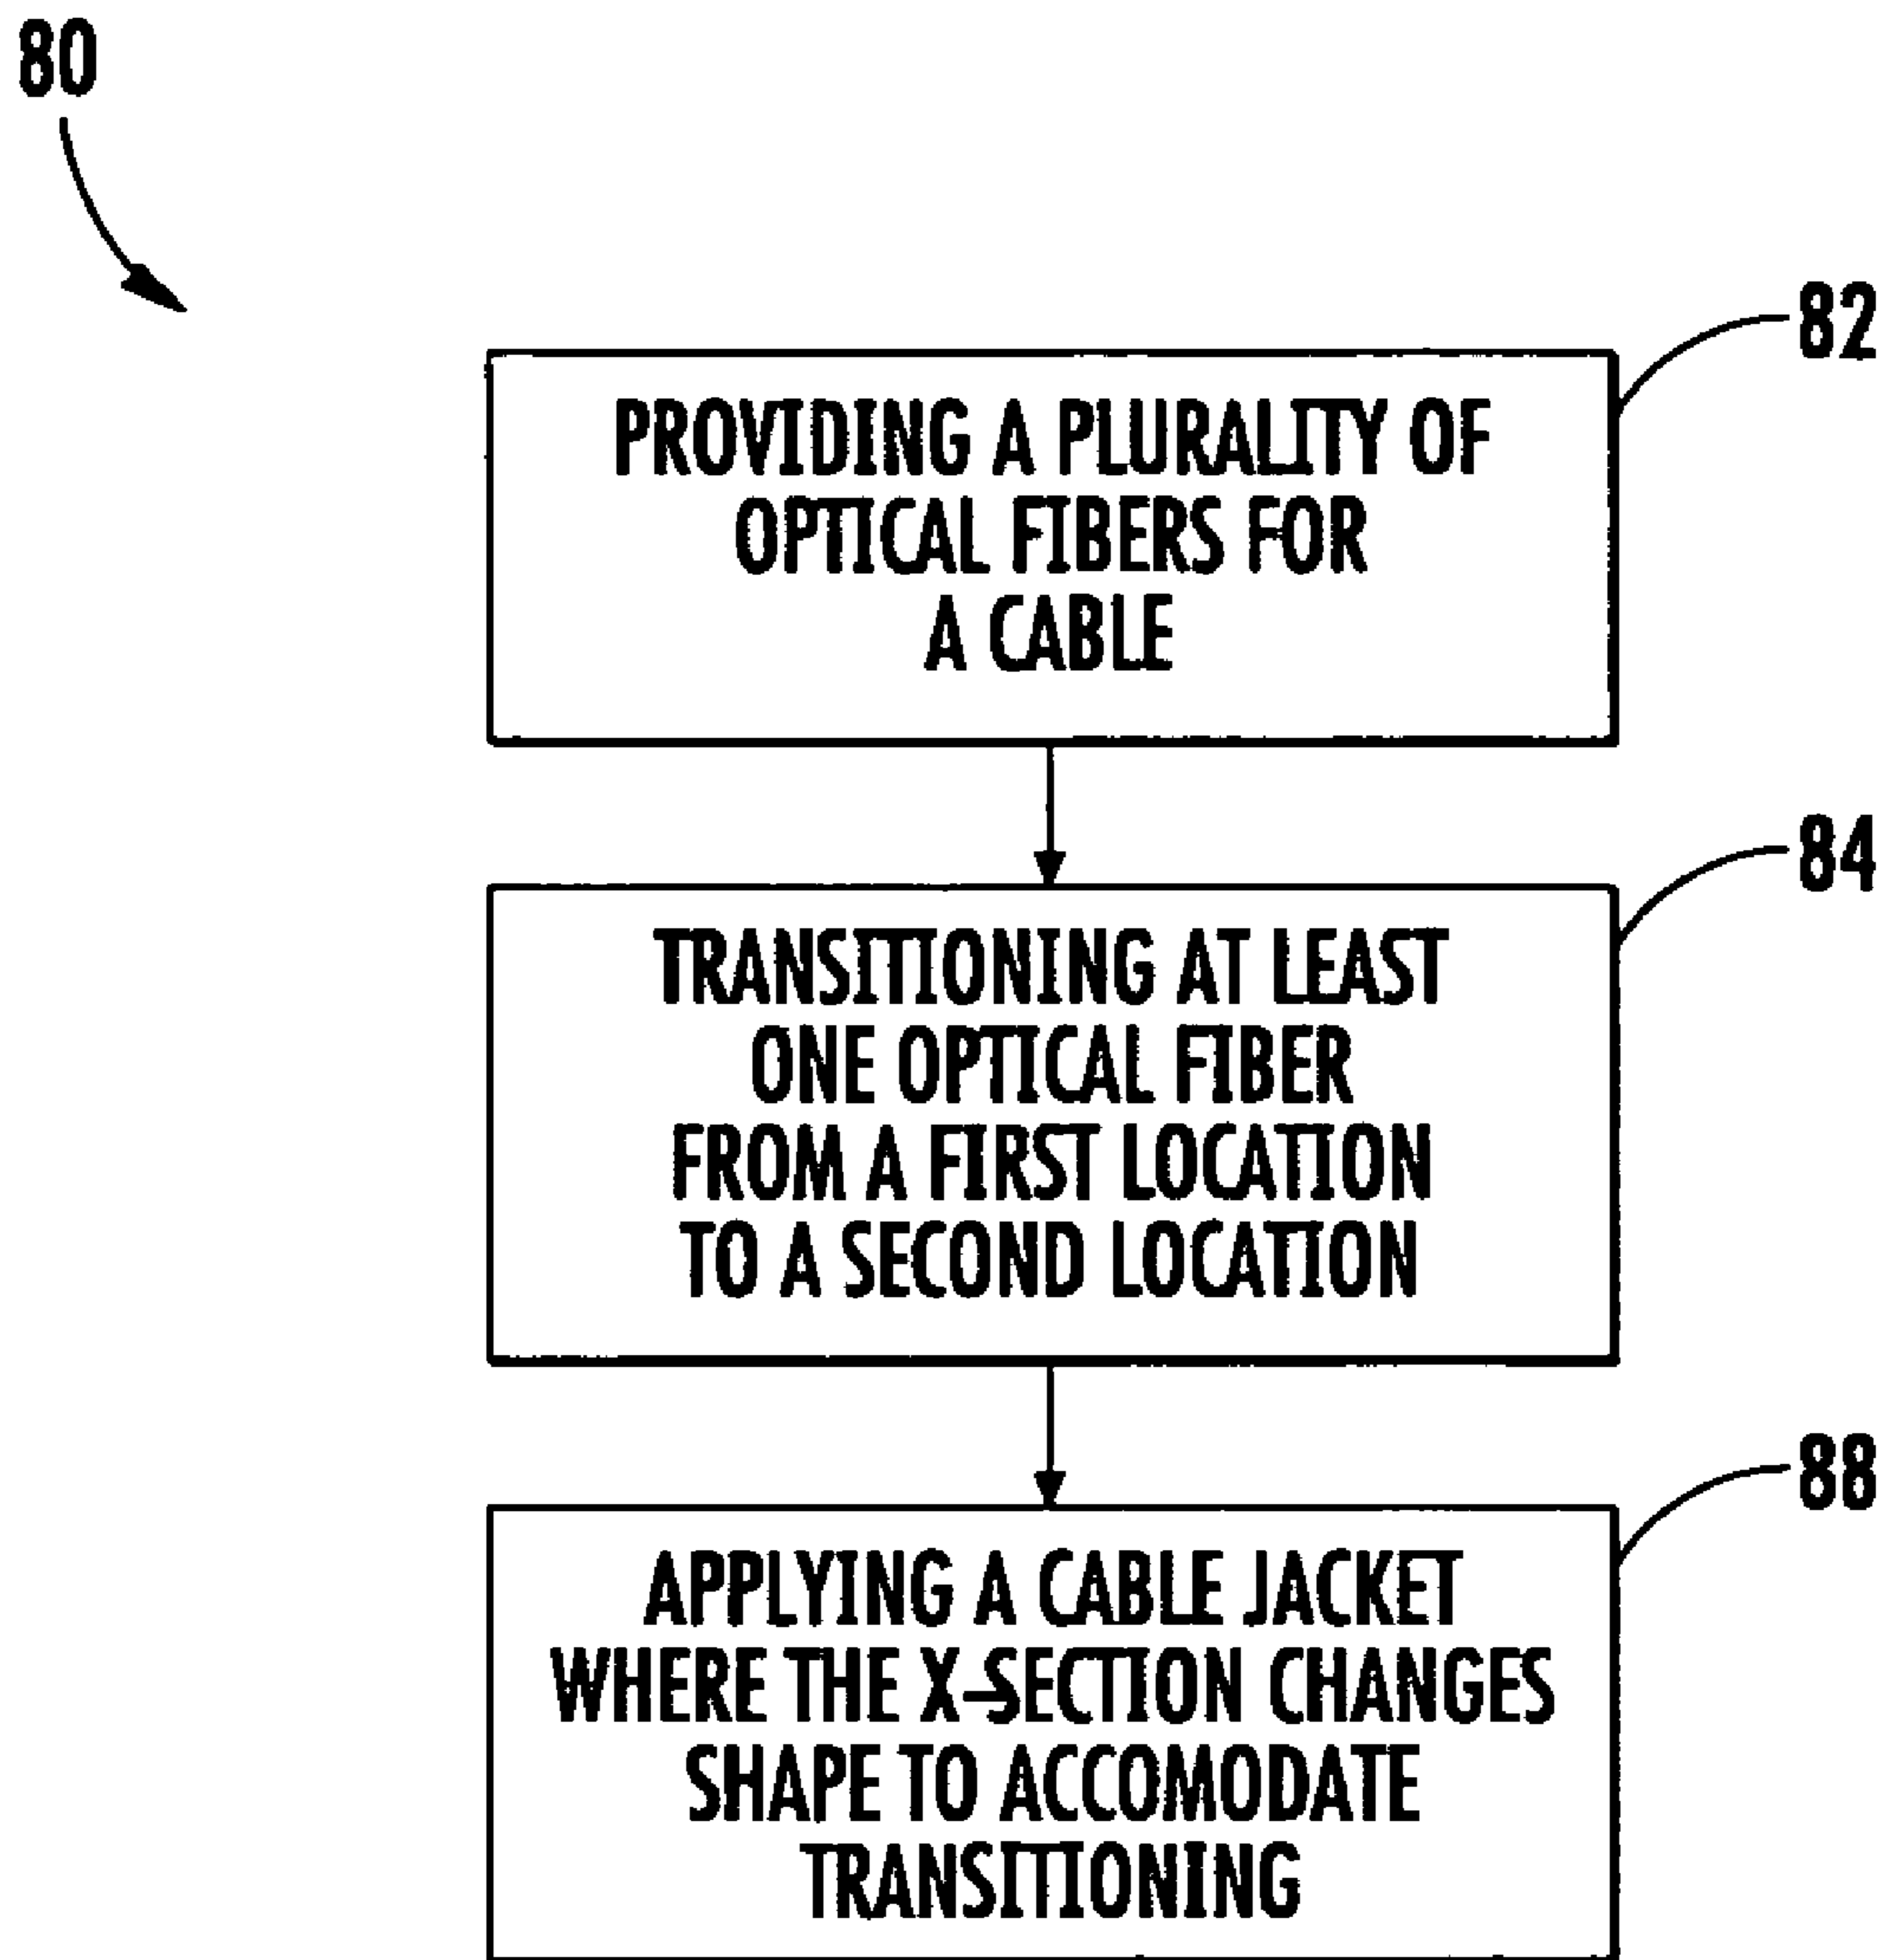 80
82
PROVIDING A PLURALITY OF
OPTICAL FIBERS FOR
A CABLE
84
TRANSITIONING AT LEAST
ONE OPTICAL FIBER
FROM A FIRST LOCATION
TO A SECOND LOCATION
88
APPLYING A CABLE JACKET
WHERE THE X-SECTION CHANGES
SHAPE TO ACCOMODATE
TRANSITIONING